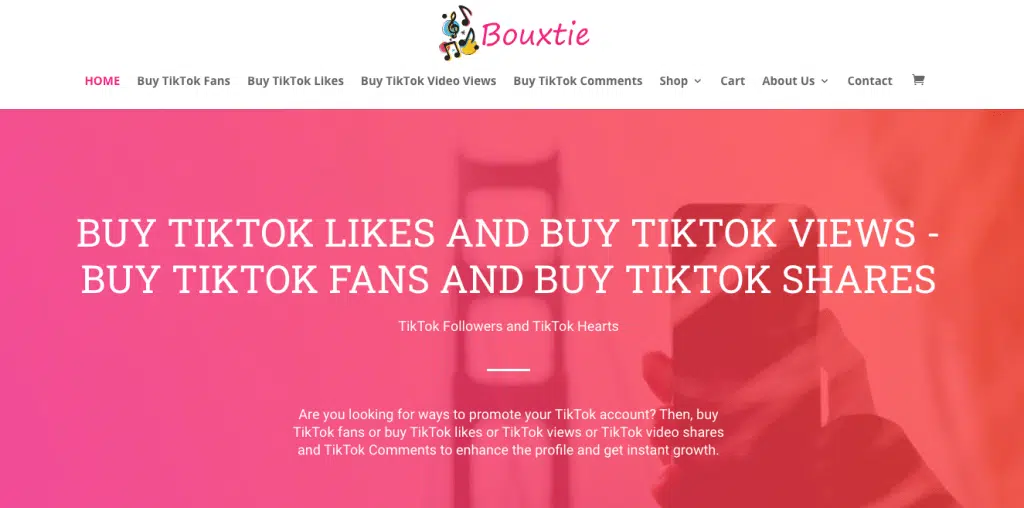 Bouxtie
HOME Buy TikTok Fans Buy TikTok Likes Buy TikTok Video Views Buy TikTok Comments Shop Cart About Us Contact
BUY TIKTOK LIKES AND BUY TIKTOK VIEWS -
BUY TIKTOK FANS AND BUY TIKTOK SHARES
TikTok Followers and TikTok Hearts
Are you looking for ways to promote your TikTok account? Then, buy
TikTok fans or buy TikTok likes or TikTok views or TikTok video shares
and TikTok Comments to enhance the profile and get instant growth.